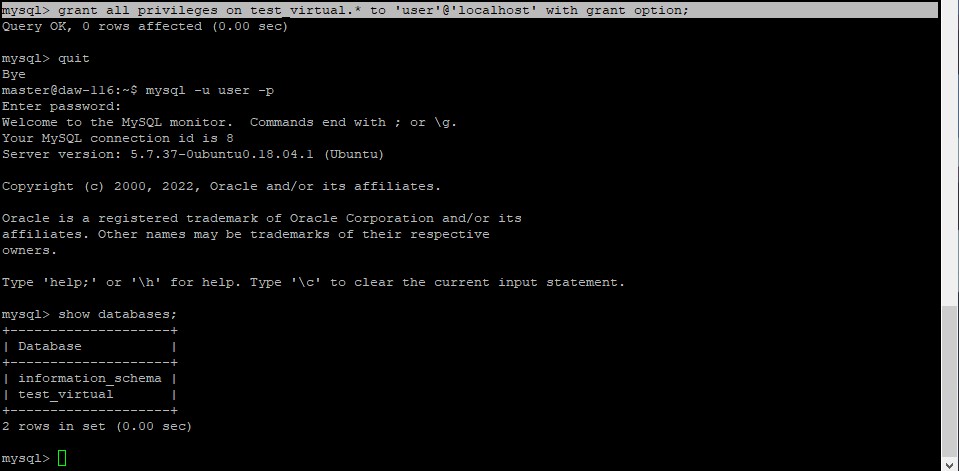 mysql> grant all privileges on test_virtual.* to 'user'@'localhost' with grant option;
Query OK, 0 rows affected (0.00 sec)
mysql> quit
Bye
master@daw-116:~$ mysql -u user -p
Enter password:
Welcome to the MySQL monitor.  Commands end with ; or \g.
Your MySQL connection id is 8
Server version: 5.7.37-0ubuntu0.18.04.1 (Ubuntu)
Copyright (c) 2000, 2022, Oracle and/or its affiliates.
Oracle is a registered trademark of Oracle Corporation and/or its
affiliates. Other names may be trademarks of their respective
owners.
Type 'help;' or '\h' for help. Type '\c' to clear the current input statement.
mysql> show databases;
+--------------------+
| Database           |
+--------------------+
| information_schema |
| test_virtual       |
+--------------------+
2 rows in set (0.00 sec)
mysql>